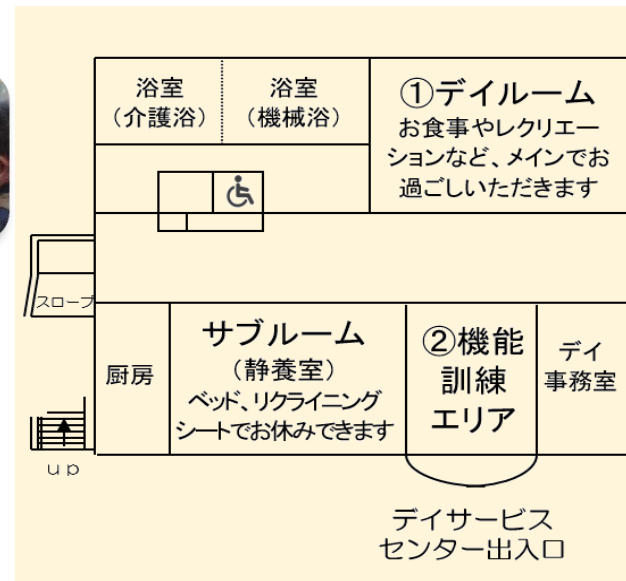 浴室
（介護浴）
浴室
（機械浴）
①デイルーム
お食事やレクリエー
ションなど、メインでお
過ごしいただきます
スロープ
厨房
サブルーム
（静養室）
ベッド、リクライニング
シートでお休みできます
②機能
訓練
エリア
デイ
事務室
up
デイサービス
センター出入口